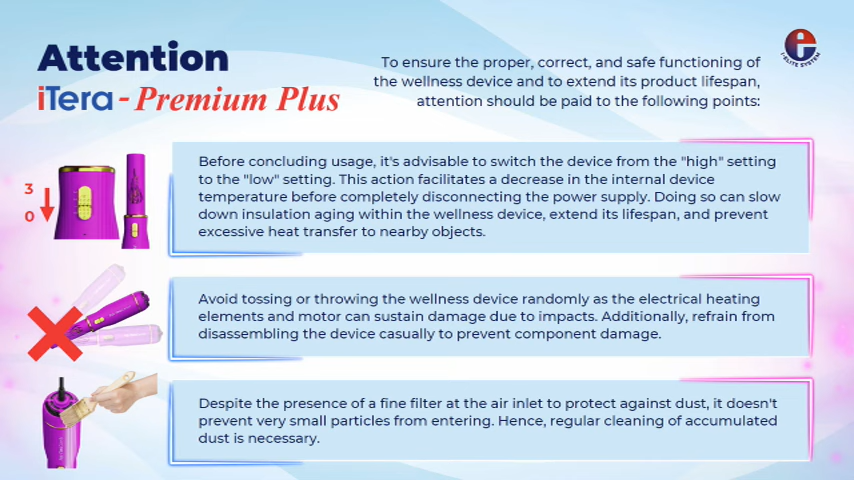 Attention
iTera - Premium Plus
To ensure the proper, correct, and safe functioning of
the wellness device and to extend its product lifespan,
attention should be paid to the following points:
e
I-ELITE SYSTEM
Before concluding usage, it's advisable to switch the device from the "high" setting
to the "low" setting. This action facilitates a decrease in the internal device
temperature before completely disconnecting the power supply. Doing so can slow
down insulation aging within the wellness device, extend its lifespan, and prevent
excessive heat transfer to nearby objects.
3
0
Avoid tossing or throwing the wellness device randomly as the electrical heating
elements and motor can sustain damage due to impacts. Additionally, refrain from
disassembling the device casually to prevent component damage.
Despite the presence of a fine filter at the air inlet to protect against dust, it doesn't
prevent very small particles from entering. Hence, regular cleaning of accumulated
dust is necessary.